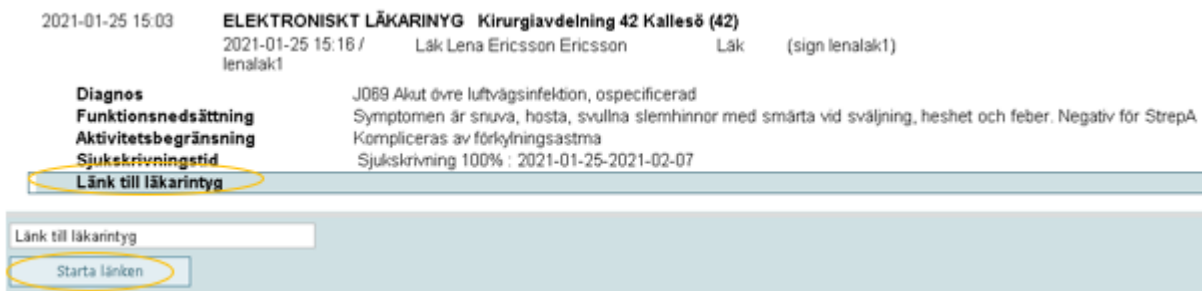 2021-01-25 15:03 ELEKTRONISKT LÄKARINYG Kirurgiavdelning 42 Kallesö (42)
2021-01-25 15:16 / Läk Lena Ericsson Ericsson Läk (sign lenalak1)
lenalak1
Diagnos J069 Akut övre luftvägsinfektion, ospecificerad
Funktionsnedsättning Symptomen är snuva, hosta, svullna slemhinnor med smärta vid sväljning, heshet och feber. Negativ för StrepA
Aktivitetsbegränsning Kompliceras av förkylningsastma
Sjukskrivningstid Sjukskrivning 100% : 2021-01-25-2021-02-07
Länk till läkarintyg
Länk till läkarintyg
Starta länken